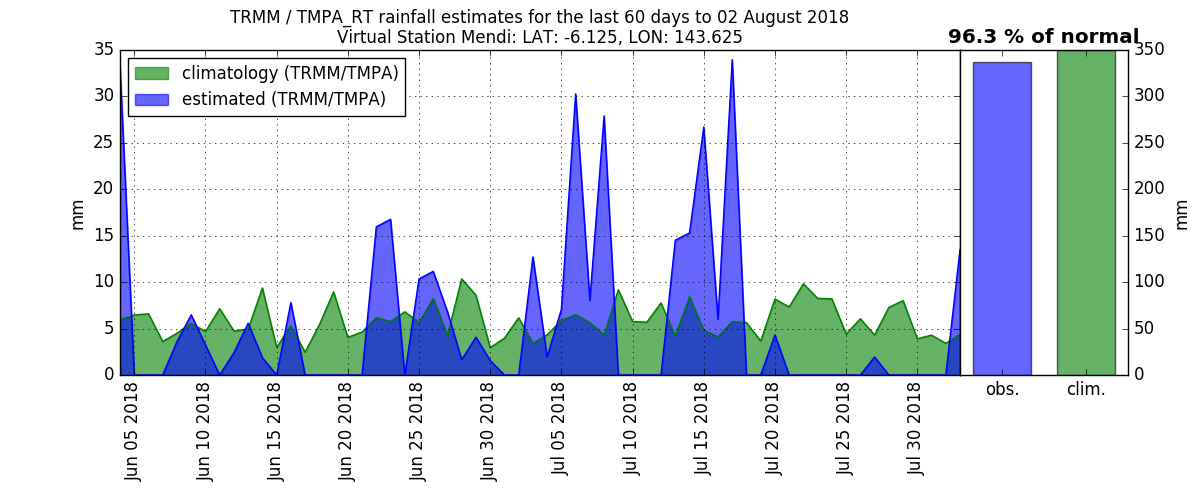 TRMM / TMPA_RT rainfall estimates for the last 60 days to 02 August 2018
Virtual Station Mendi: LAT: -6.125, LON: 143.625
96.3 % of normal
climatology (TRMM/TMPA)
estimated (TRMM/TMPA)
35
30
25
20
15
10
5
0
mm
Jun 05 2018
Jun 10 2018
Jun 15 2018
Jun 20 2018
Jun 25 2018
Jun 30 2018
Jul 05 2018
Jul 10 2018
Jul 15 2018
Jul 20 2018
Jul 25 2018
Jul 30 2018
obs.
clim.
350
300
250
200
150
100
50
0
mm